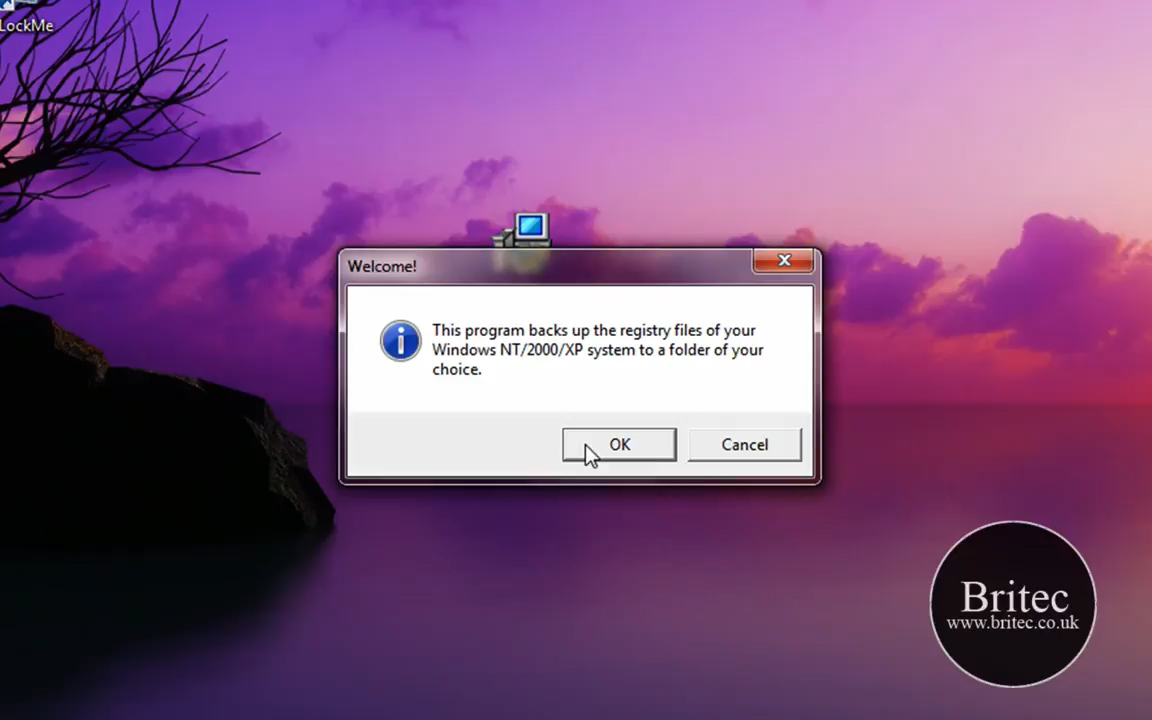 LockMe
Welcome!
This program backs up the registry files of your
Windows NT/2000/XP system to a folder of your
choice.
OK
Cancel
Britec
www.britec.co.uk